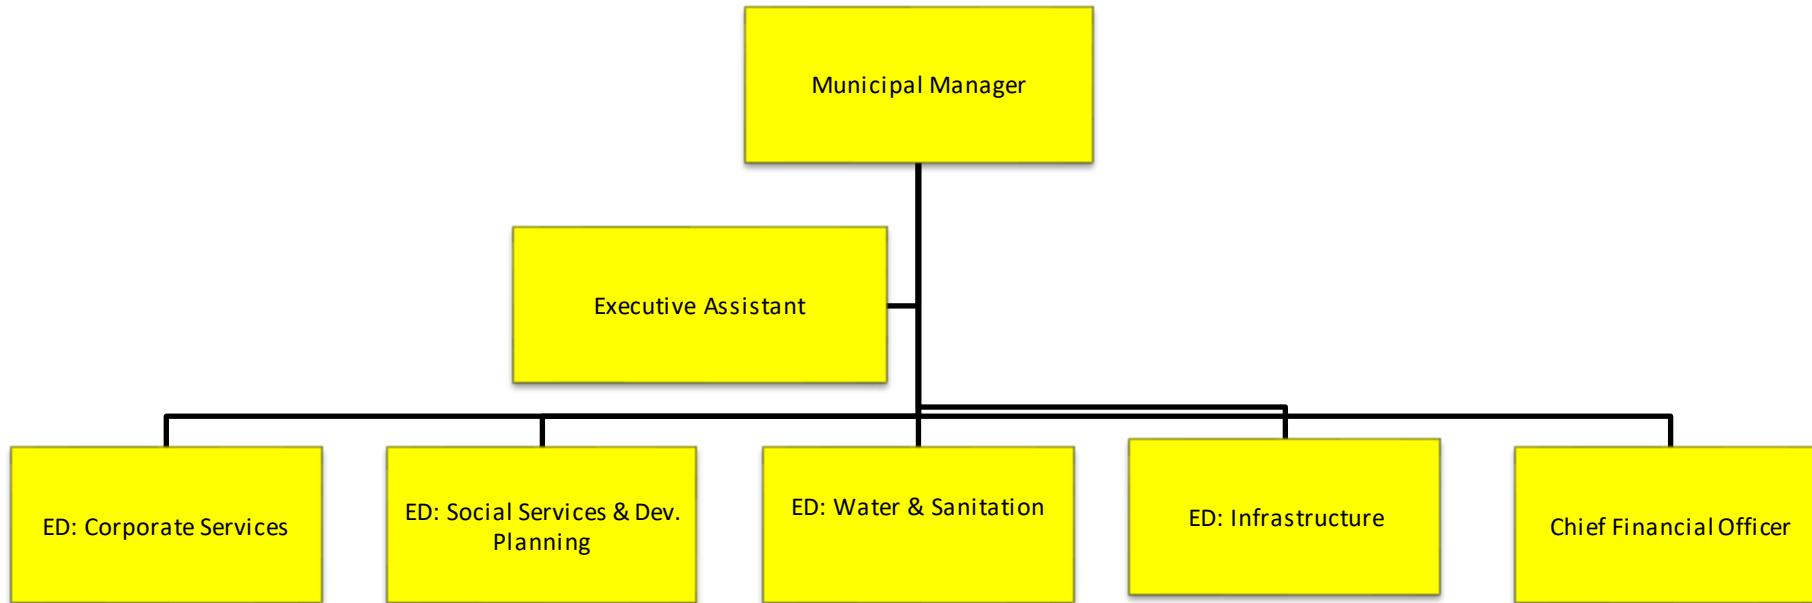 Municipal Manager
Executive Assistant
ED: Corporate Services
ED: Social Services & Dev.
Planning
ED: Water & Sanitation
ED: Infrastructure
Chief Financial Officer